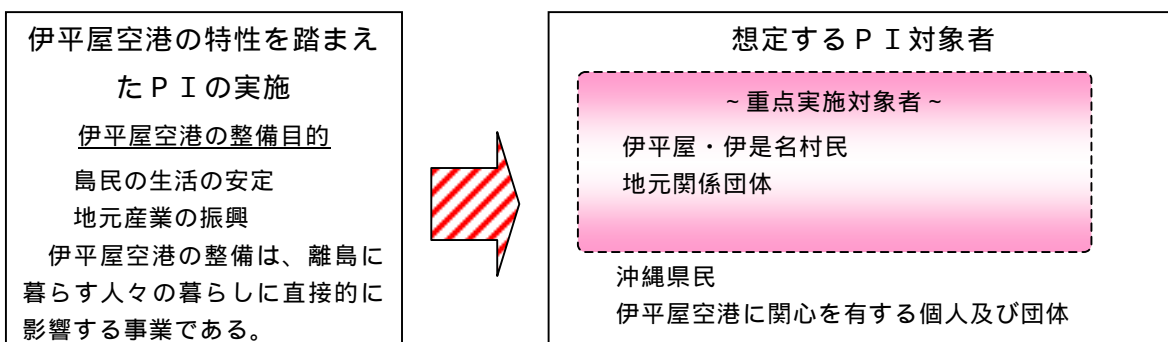 伊平屋空港の特性を踏まえ
たＰＩの実施
伊平屋空港の整備目的
島民の生活の安定
地元産業の振興
伊平屋空港の整備は、離島に
暮らす人々の暮らしに直接的に
影響する事業である。
想定するＰＩ対象者
~重点実施対象者~
伊平屋・伊是名村民
地元関係団体
沖縄県民
伊平屋空港に関心を有する個人及び団体